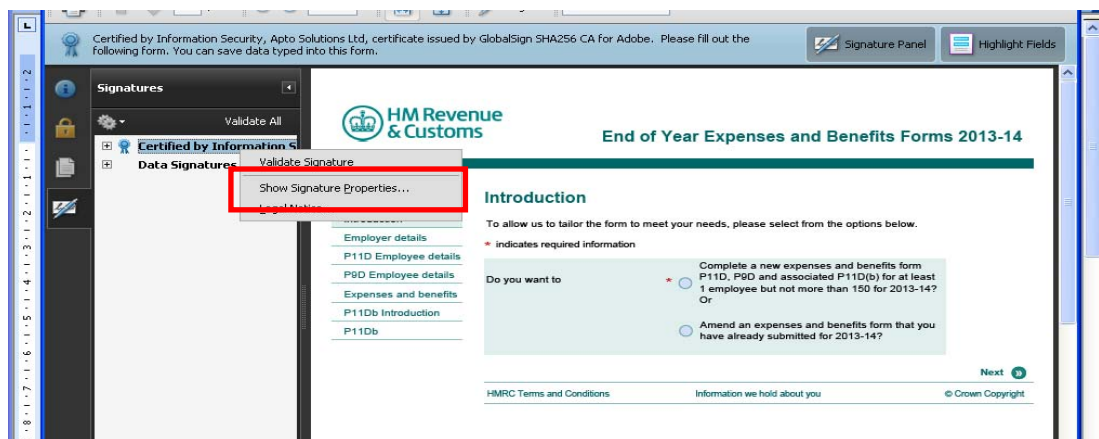 Certified by Information Security, Apto Solutions Ltd, certificate issued by GlobalSign SHA256 CA for Adobe. Please fill out the
following form. You can save data typed into this form.
Signature Panel
Highlight Fields
Signatures
Validate All
Certified by Information S
Data Signatures
Validate Signature
Show Signature Properties...
Legal Notice
HM Revenue
& Customs
End of Year Expenses and Benefits Forms 2013-14
Introduction
Employer details
P11D Employee details
P9D Employee details
Expenses and benefits
P11Db Introduction
P11Db
Introduction
To allow us to tailor the form to meet your needs, please select from the options below.
* indicates required information
Do you want to *
Complete a new expenses and benefits form
P11D, P9D and associated P11D(b) for at least
1 employee but not more than 150 for 2013-14?
Or
Amend an expenses and benefits form that you
have already submitted for 2013-14?
Next
HMRC Terms and Conditions
Information we hold about you
© Crown Copyright